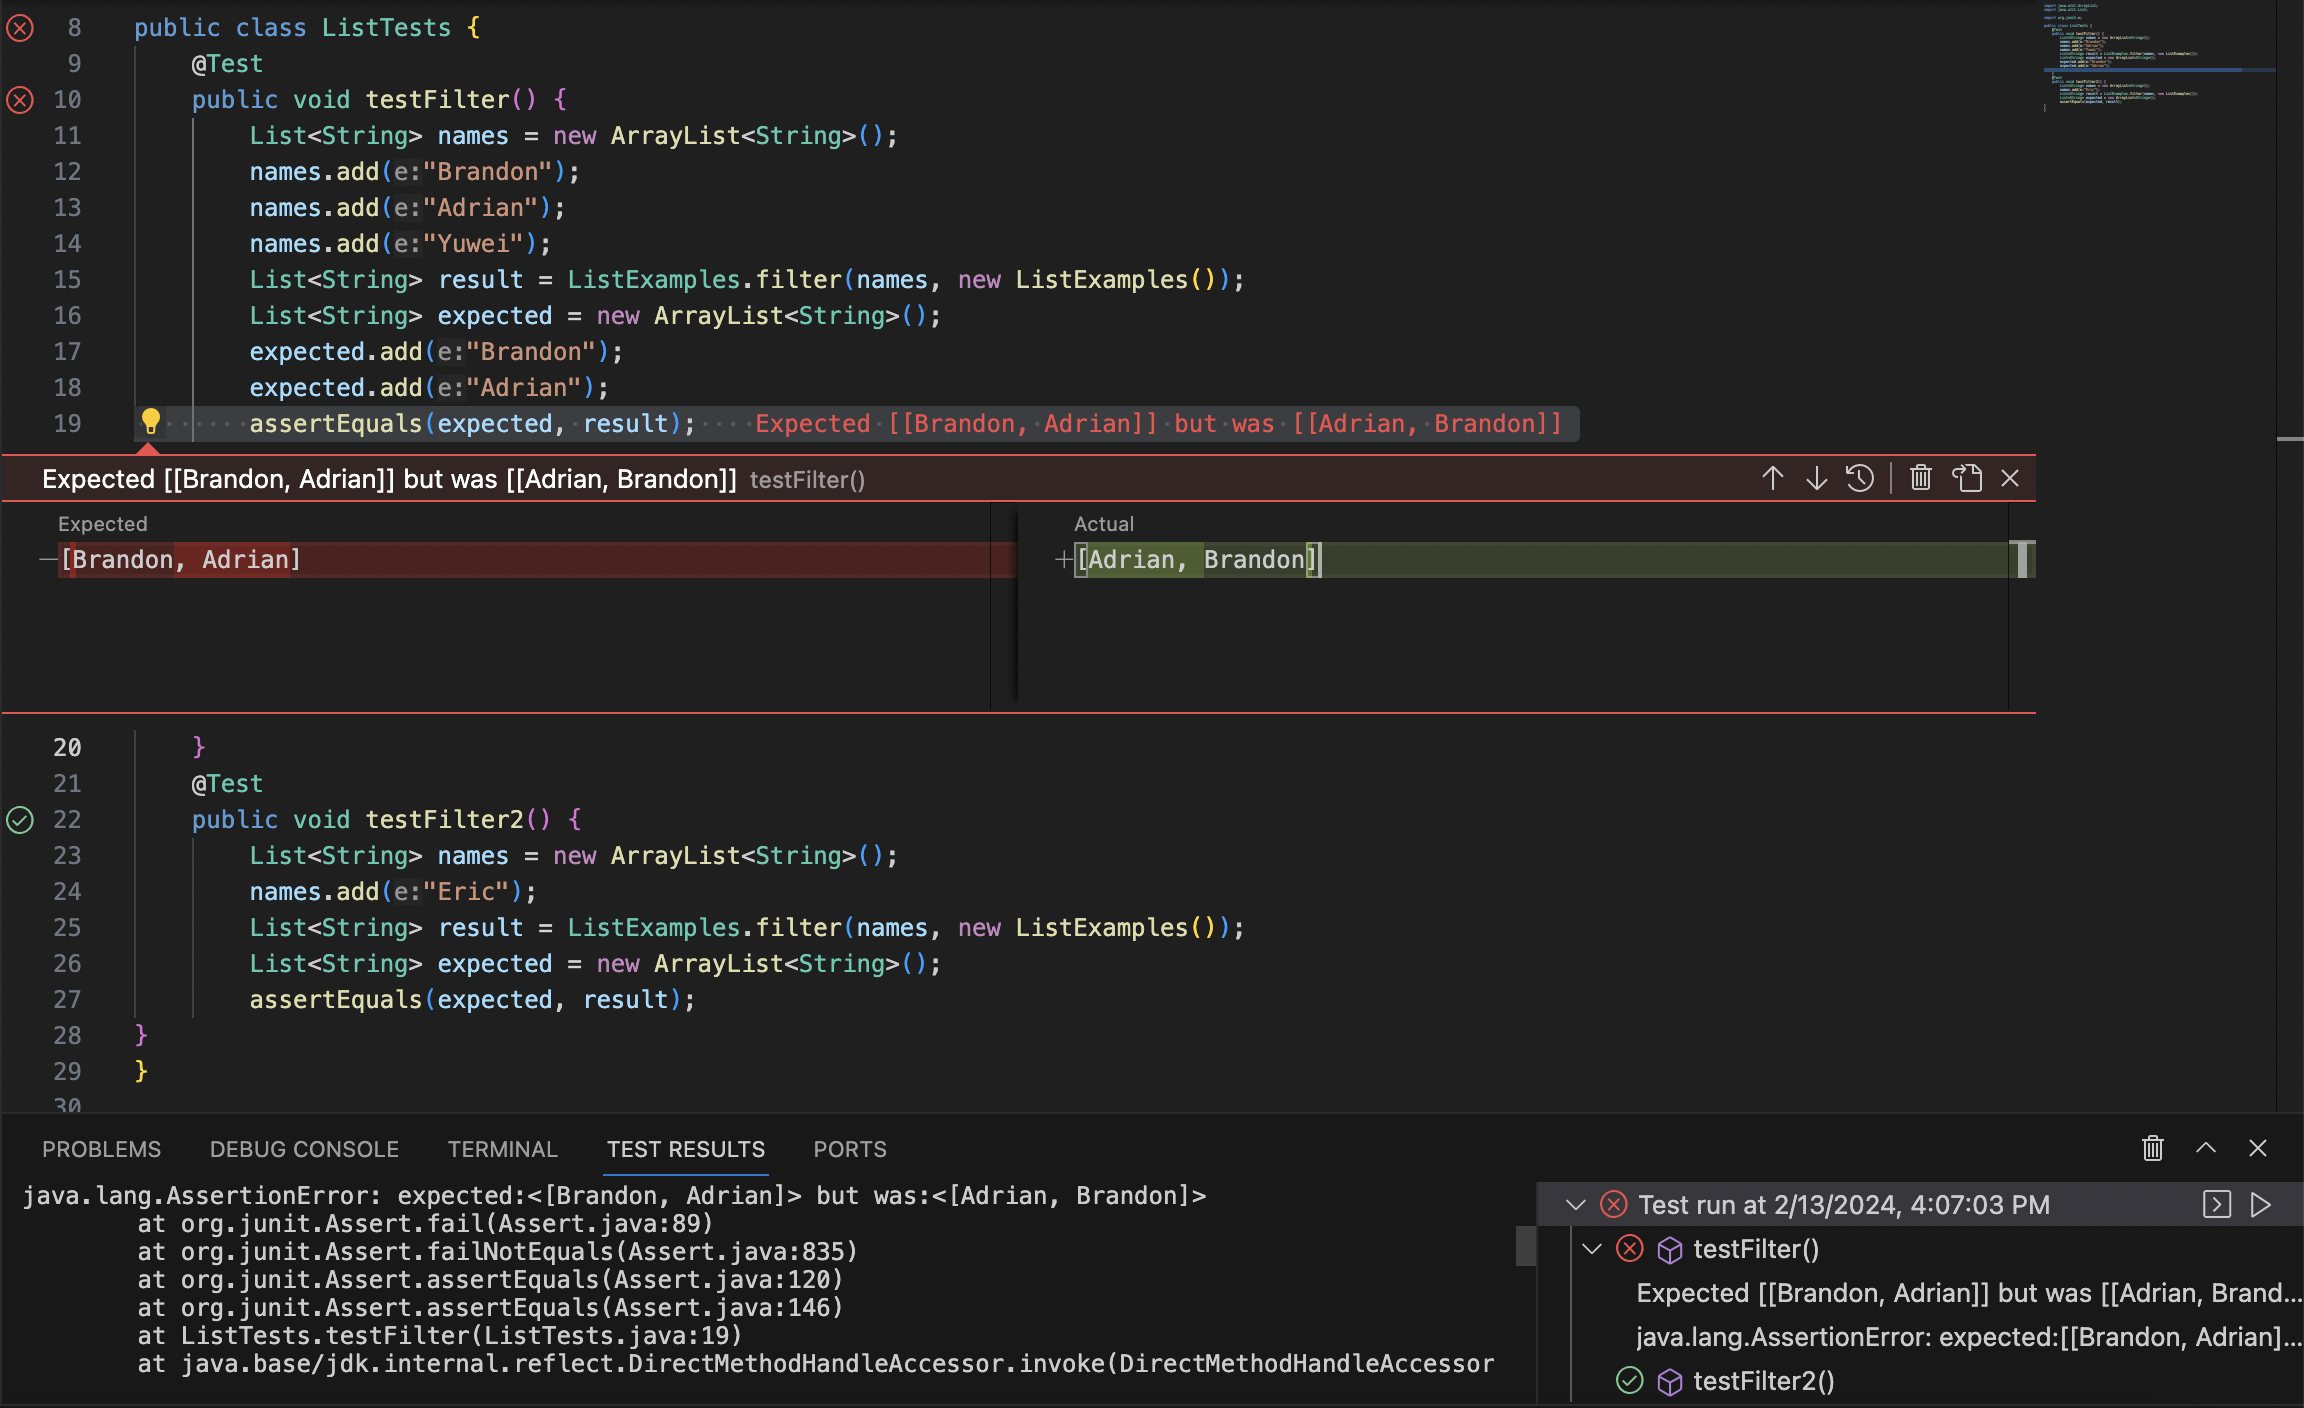 8 public class ListTests {
9 @Test
10 public void testFilter() {
11 List<String> names = new ArrayList<String>();
12 names.add(e:"Brandon");
13 names.add(e:"Adrian");
14 names.add(e:"Yuwei");
15 List<String> result = ListExamples.filter(names, new ListExamples());
16 List<String> expected = new ArrayList<String>();
17 expected.add(e:"Brandon");
18 expected.add(e:"Adrian");
19 assertEquals(expected, result); Expected [[Brandon, Adrian]] but was [[Adrian, Brandon]]
Expected [[Brandon, Adrian]] but was [[Adrian, Brandon]] testFilter()
Expected Actual
[Brandon, Adrian] [Adrian, Brandon]
20 }
21 @Test
22 public void testFilter2() {
23 List<String> names = new ArrayList<String>();
24 names.add(e:"Eric");
25 List<String> result = ListExamples.filter(names, new ListExamples());
26 List<String> expected = new ArrayList<String>();
27 assertEquals(expected, result);
28 }
29 }
30
PROBLEMS DEBUG CONSOLE TERMINAL TEST RESULTS PORTS
java.lang.AssertionError: expected:<[Brandon, Adrian]> but was:<[Adrian, Brandon]>
at org.junit.Assert.fail(Assert.java:89)
at org.junit.Assert.failNotEquals(Assert.java:835)
at org.junit.Assert.assertEquals(Assert.java:120)
at org.junit.Assert.assertEquals(Assert.java:146)
at ListTests.testFilter(ListTests.java:19)
at java.base/jdk.internal.reflect.DirectMethodHandleAccessor.invoke(DirectMethodHandleAccessor
Test run at 2/13/2024, 4:07:03 PM
testFilter()
Expected [[Brandon, Adrian]] but was [[Adrian, Brand...
java.lang.AssertionError: expected:[[Brandon, Adrian]...
testFilter2()